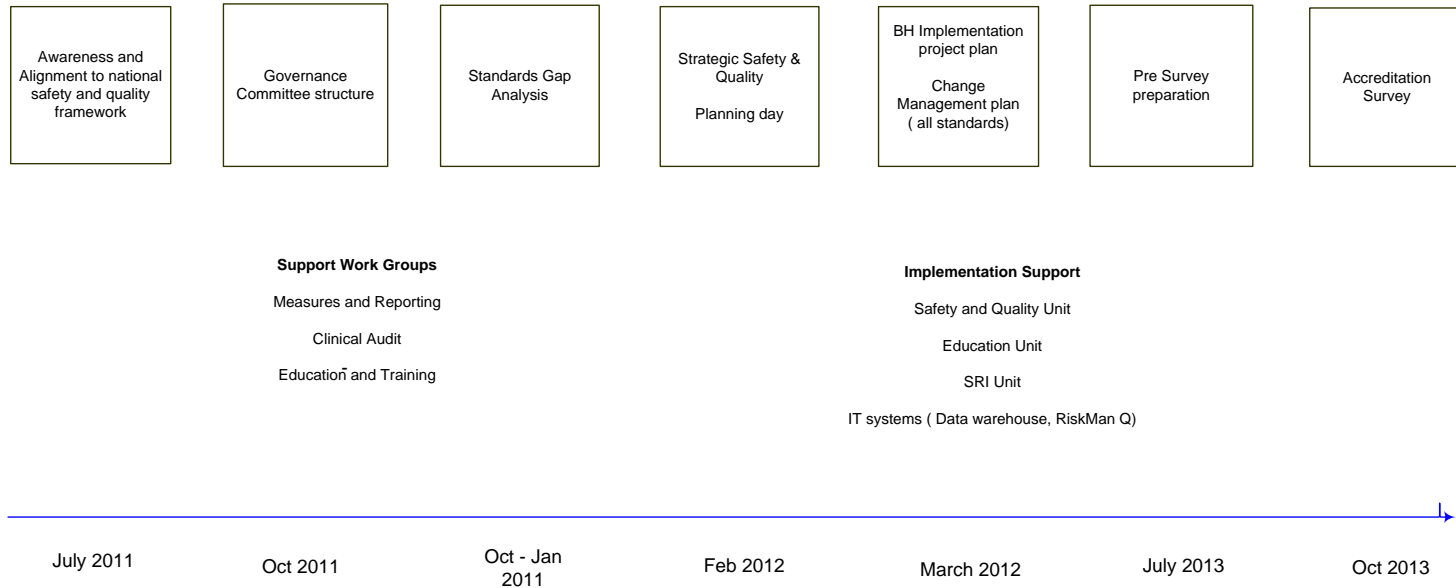 Awareness and
Alignment to national
safety and quality
framework
Governance
Committee structure
Standards Gap
Analysis
Strategic Safety &
Quality
Planning day
BH Implementation
project plan
Change
Management plan
( all standards)
Pre Survey
preparation
Accreditation
Survey
Support Work Groups
Measures and Reporting
Clinical Audit
Education and Training
Implementation Support
Safety and Quality Unit
Education Unit
SRI Unit
IT systems ( Data warehouse, RiskMan Q)
July 2011
Oct 2011
Oct - Jan
2011
Feb 2012
March 2012
July 2013
Oct 2013